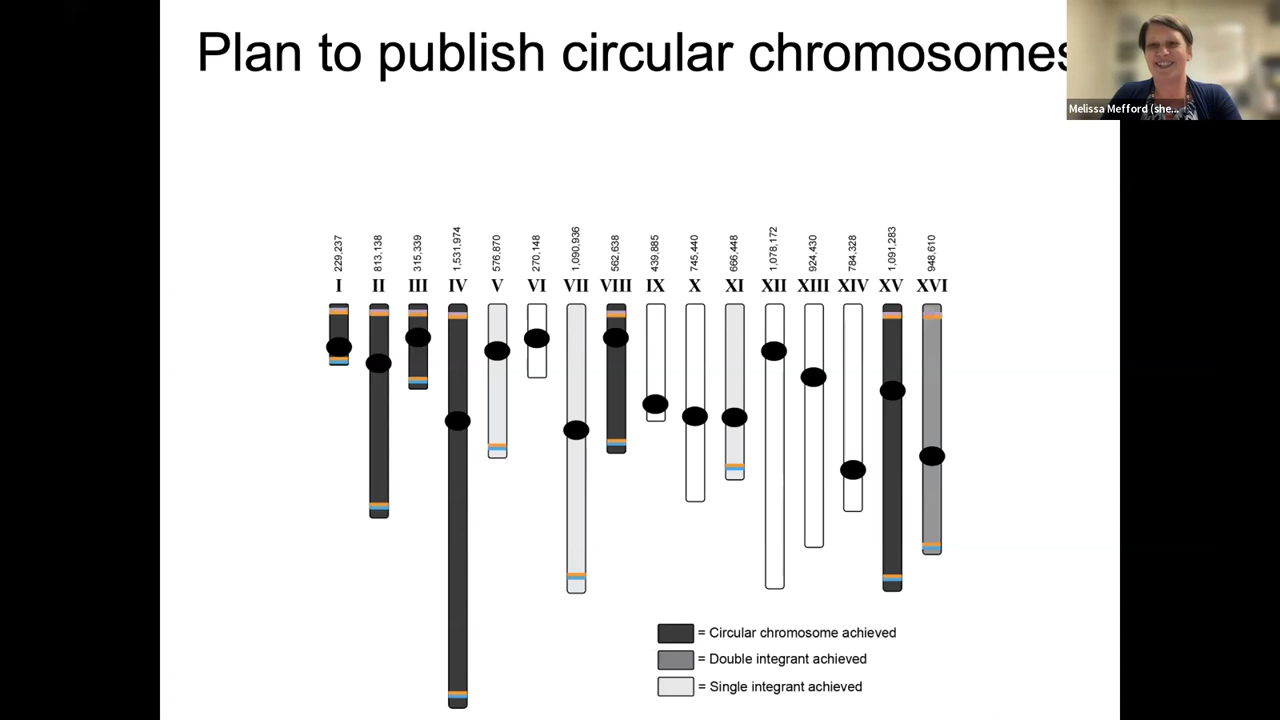 Plan to publish circular chromosomes
Melissa Mefford (she...
229,237 813,138 315,339 1,531,974 576,870 270,148 1,090,936 562,638 439,885 745,440 666,448 1,078,172 924,430 784,328 1,091,283 948,610
I II III IV V VI VII VIII IX X XI XII XIII XIV XV XVI
= Circular chromosome achieved
= Double integrant achieved
= Single integrant achieved